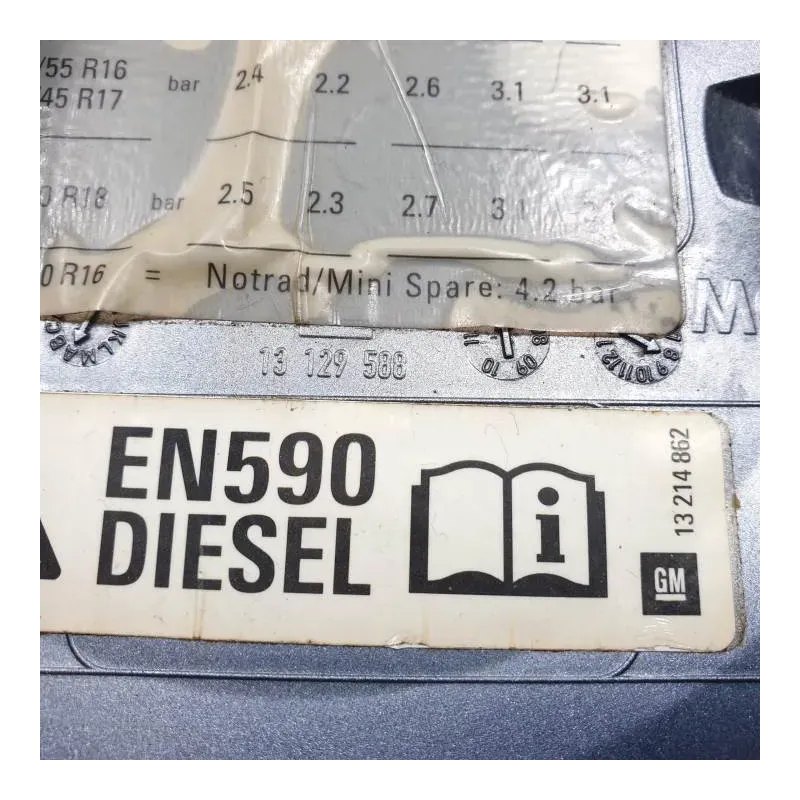 /55 R16 bar 2.4 2.2 2.6 3.1 3.1
45 R17
0 R18 bar 2.5 2.3 2.7 3.1
0 R16 = Notrad/Mini Spare: 4.2 bar
M
13 129 588
EN590
DIESEL
i
13 214 862
GM